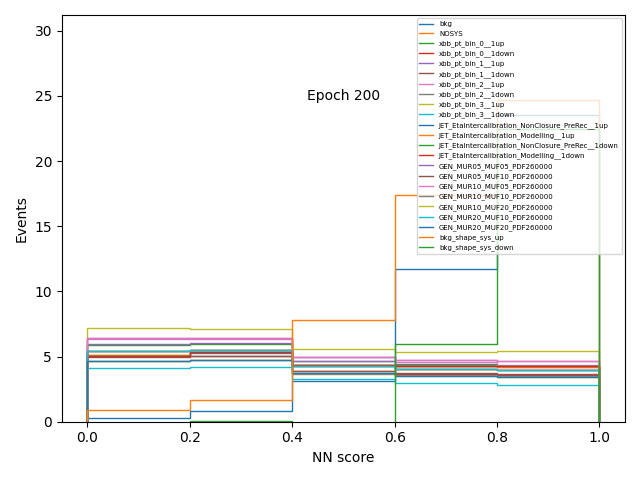 bkg
NOSYS
xbb_pt_bin_0__1up
xbb_pt_bin_0__1down
xbb_pt_bin_1__1up
xbb_pt_bin_1__1down
xbb_pt_bin_2__1up
xbb_pt_bin_2__1down
xbb_pt_bin_3__1up
xbb_pt_bin_3__1down
JET_EtaIntercalibration_NonClosure_PreRec__1up
JET_EtaIntercalibration_Modelling__1up
JET_EtaIntercalibration_NonClosure_PreRec__1down
JET_EtaIntercalibration_Modelling__1down
GEN_MUR05_MUF05_PDF260000
GEN_MUR05_MUF10_PDF260000
GEN_MUR10_MUF05_PDF260000
GEN_MUR10_MUF10_PDF260000
GEN_MUR10_MUF20_PDF260000
GEN_MUR20_MUF10_PDF260000
GEN_MUR20_MUF20_PDF260000
bkg_shape_sys_up
bkg_shape_sys_down
Epoch 200
Events
30
25
20
15
10
5
0
0.0 0.2 0.4 0.6 0.8 1.0
NN score